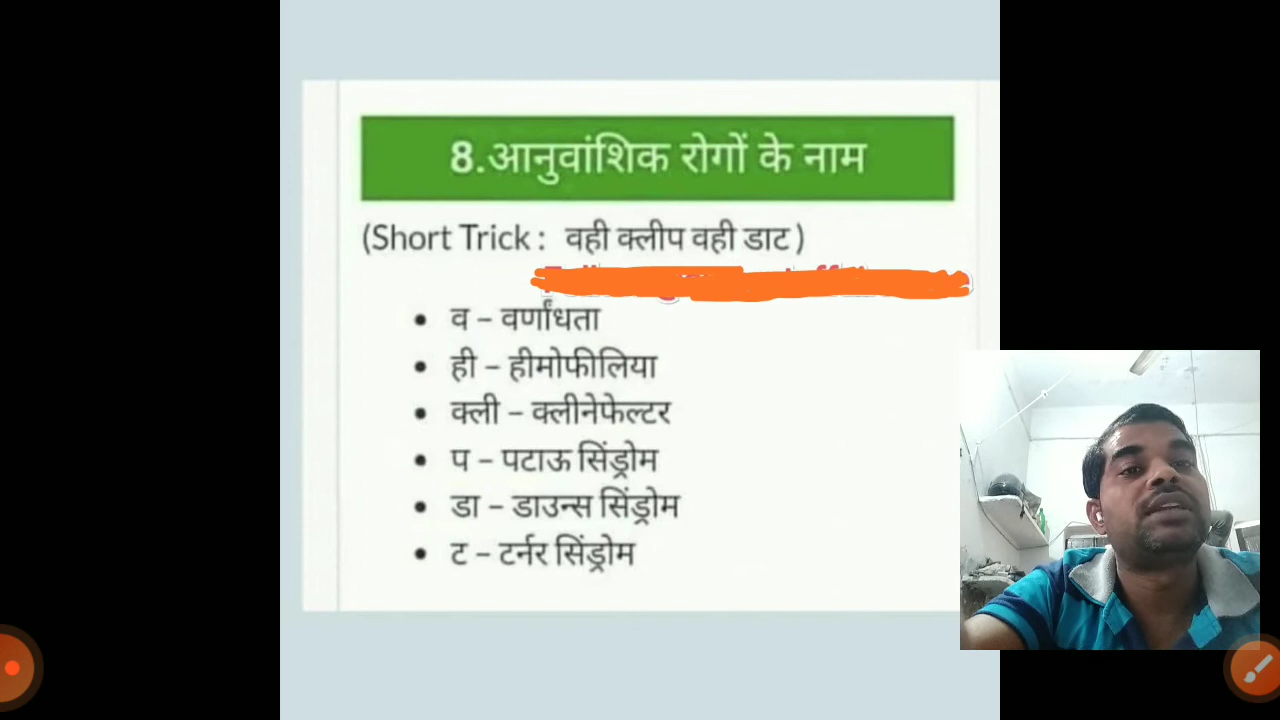 8.आनुवांशिक रोगों के नाम
(Short Trick : वही क्लीप वही डाट)
व – वर्णांधता
ही – हीमोफीलिया
क्ली – क्लीनेफेल्टर
प – पटाऊ सिंड्रोम
डा – डाउन्स सिंड्रोम
ट – टर्नर सिंड्रोम